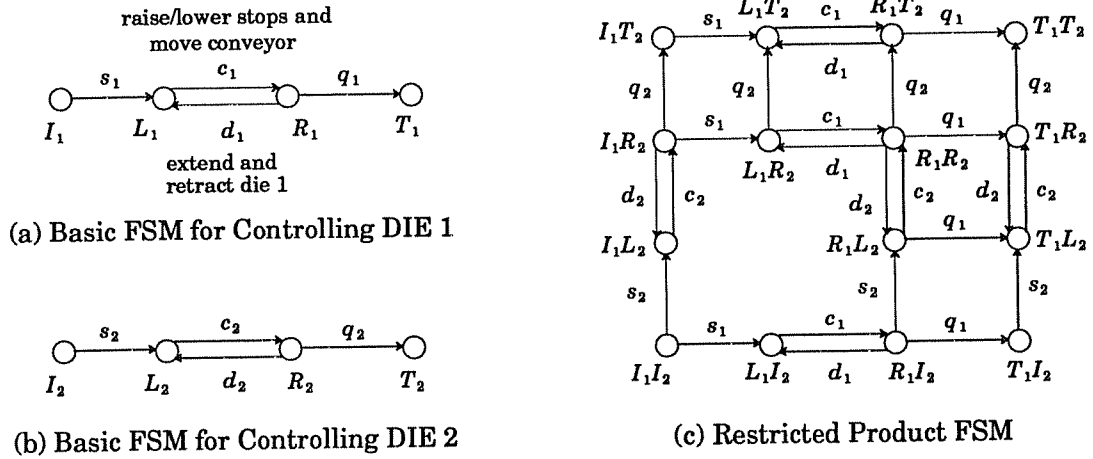 raise/lower stops and
move conveyor
s₁ c₁ q₁
I₁ L₁ d₁ R₁ T₁
extend and
retract die 1
(a) Basic FSM for Controlling DIE 1
s₂ c₂ q₂
I₂ L₂ d₂ R₂ T₂
(b) Basic FSM for Controlling DIE 2
I₁T₂ s₁ L₁T₂ c₁ R₁T₂ q₁ T₁T₂
d₁
q₂ q₂ q₂ q₂
I₁R₂ s₁ c₁ q₁ T₁R₂
L₁R₂ d₁ R₁R₂
d₂ c₂ d₂ c₂ d₂ c₂
I₁L₂ R₁L₂ q₁ T₁L₂
s₂ s₂ s₂
s₁ c₁ q₁
I₁I₂ L₁I₂ d₁ R₁I₂ T₁I₂
(c) Restricted Product FSM